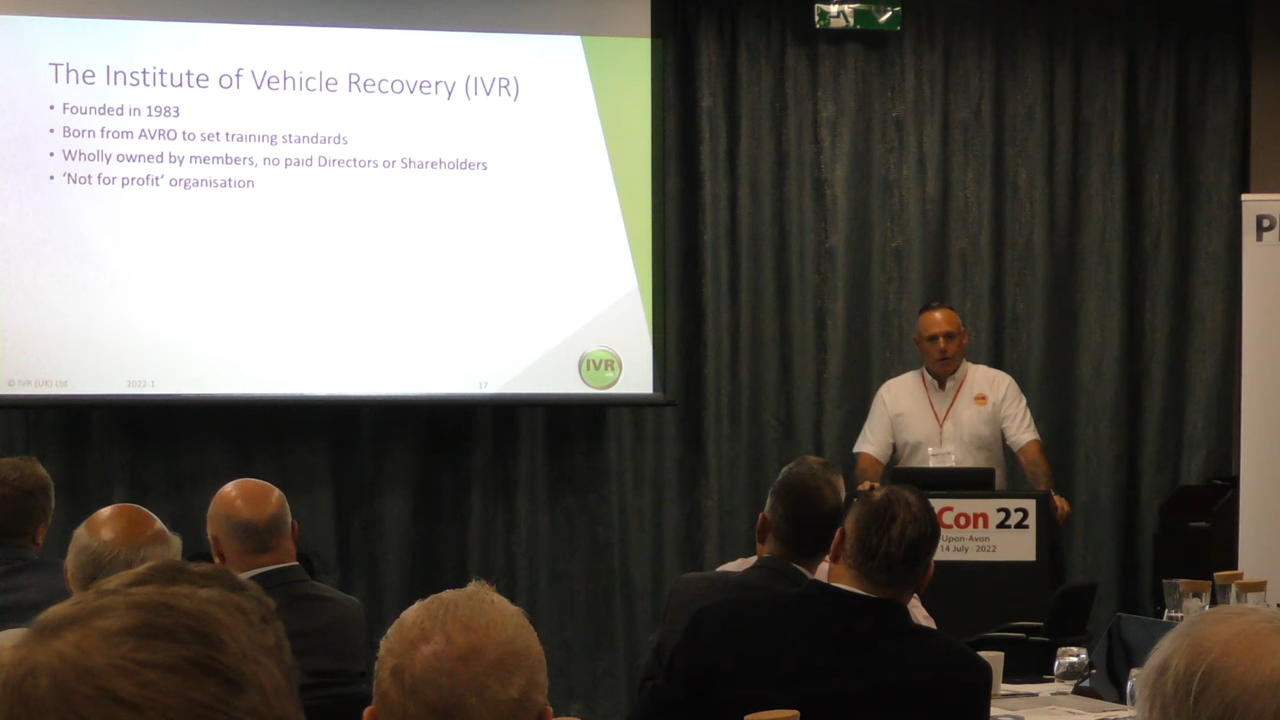 The Institute of Vehicle Recovery (IVR)
• Founded in 1983
• Born from AVRO to set training standards
• Wholly owned by members, no paid Directors or Shareholders
• ‘Not for profit’ organisation
© IVR (UK) Ltd
2022-1
17
IVR
P
Con 22
Upon-Avon
14 July 2022